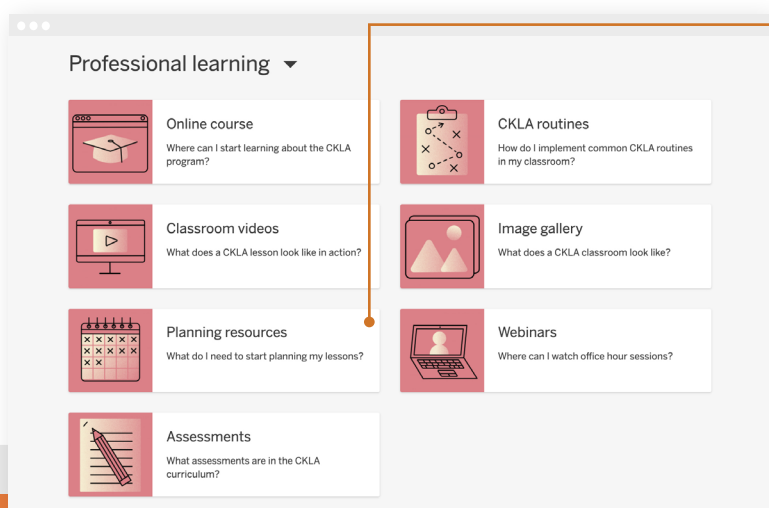 Professional learning
Online course
Where can I start learning about the CKLA
program?
CKLA routines
How do I implement common CKLA routines
in my classroom?
Classroom videos
What does a CKLA lesson look like in action?
Image gallery
What does a CKLA classroom look like?
Planning resources
What do I need to start planning my lessons?
Webinars
Where can I watch office hour sessions?
Assessments
What assessments are in the CKLA
curriculum?